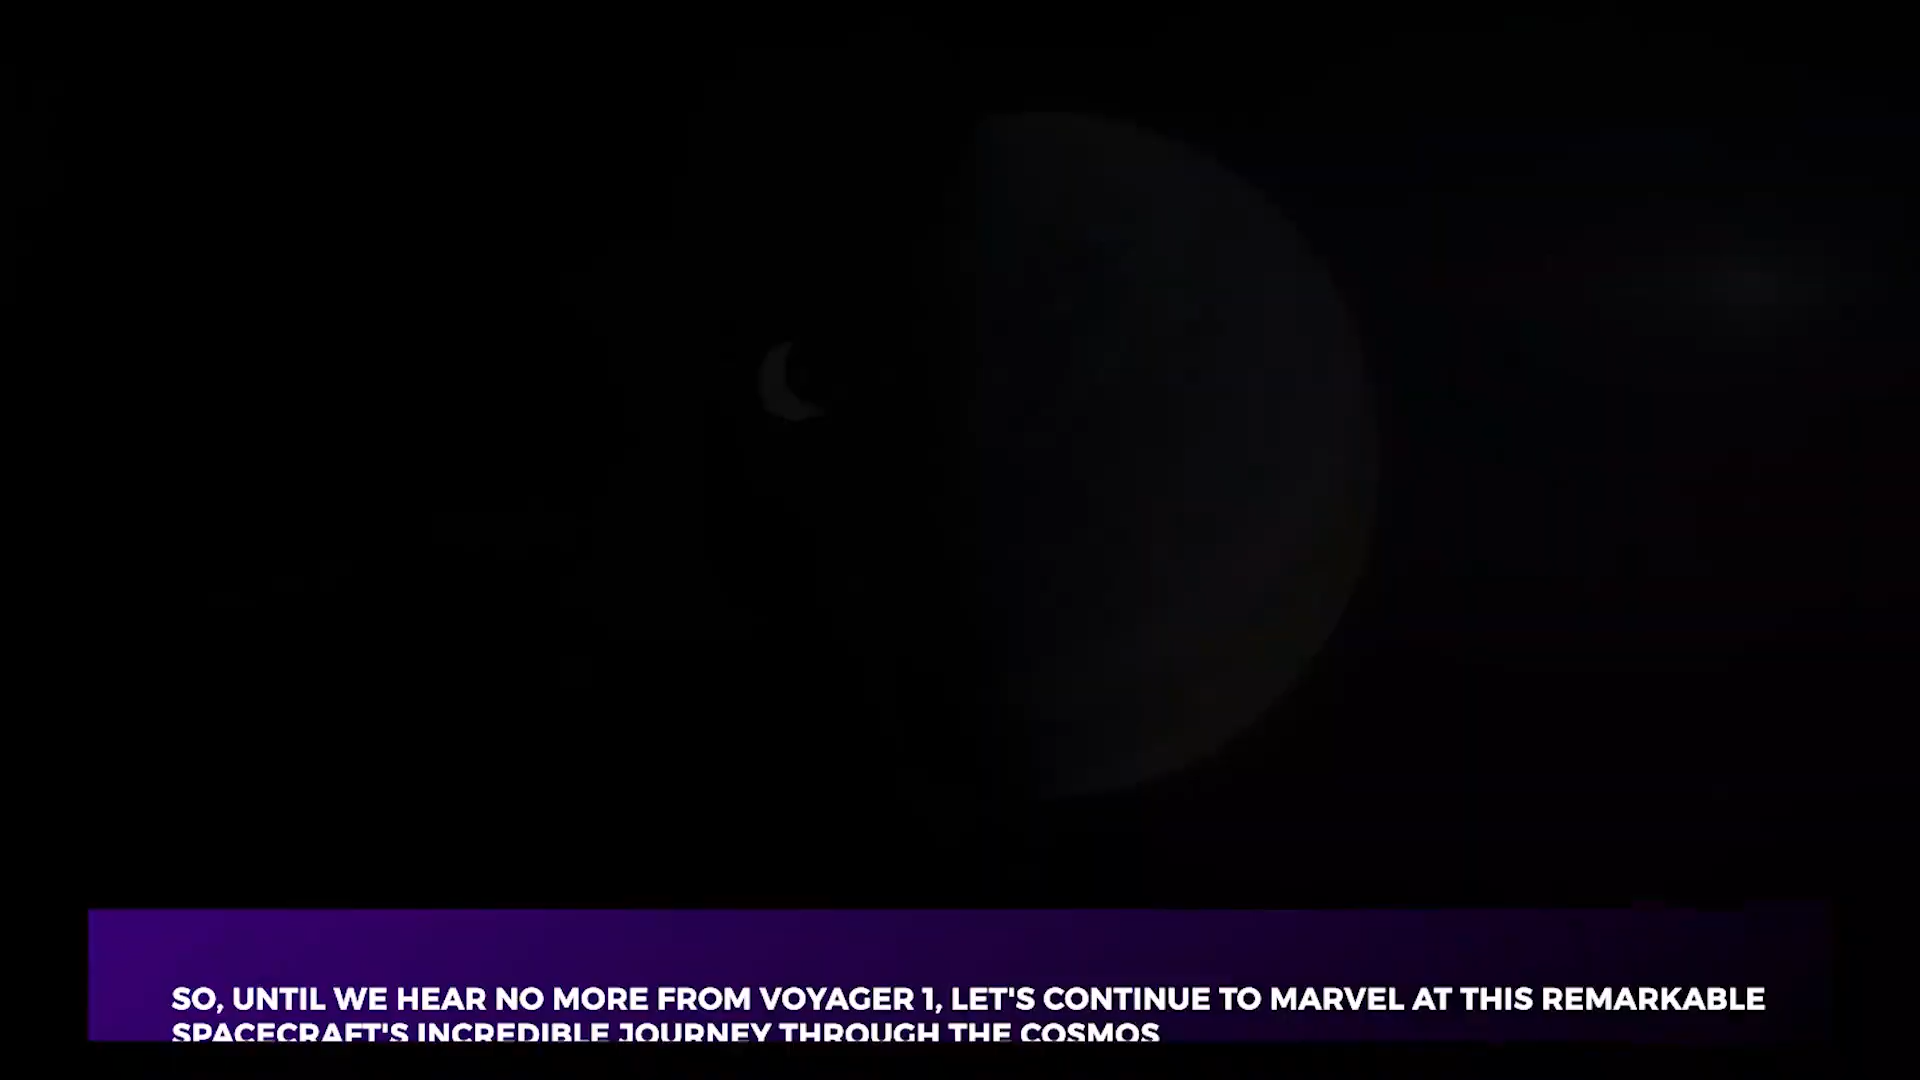 SO, UNTIL WE HEAR NO MORE FROM VOYAGER 1, LET'S CONTINUE TO MARVEL AT THIS REMARKABLE
SPACECRAFT'S INCREDIBLE JOURNEY THROUGH THE COSMOS